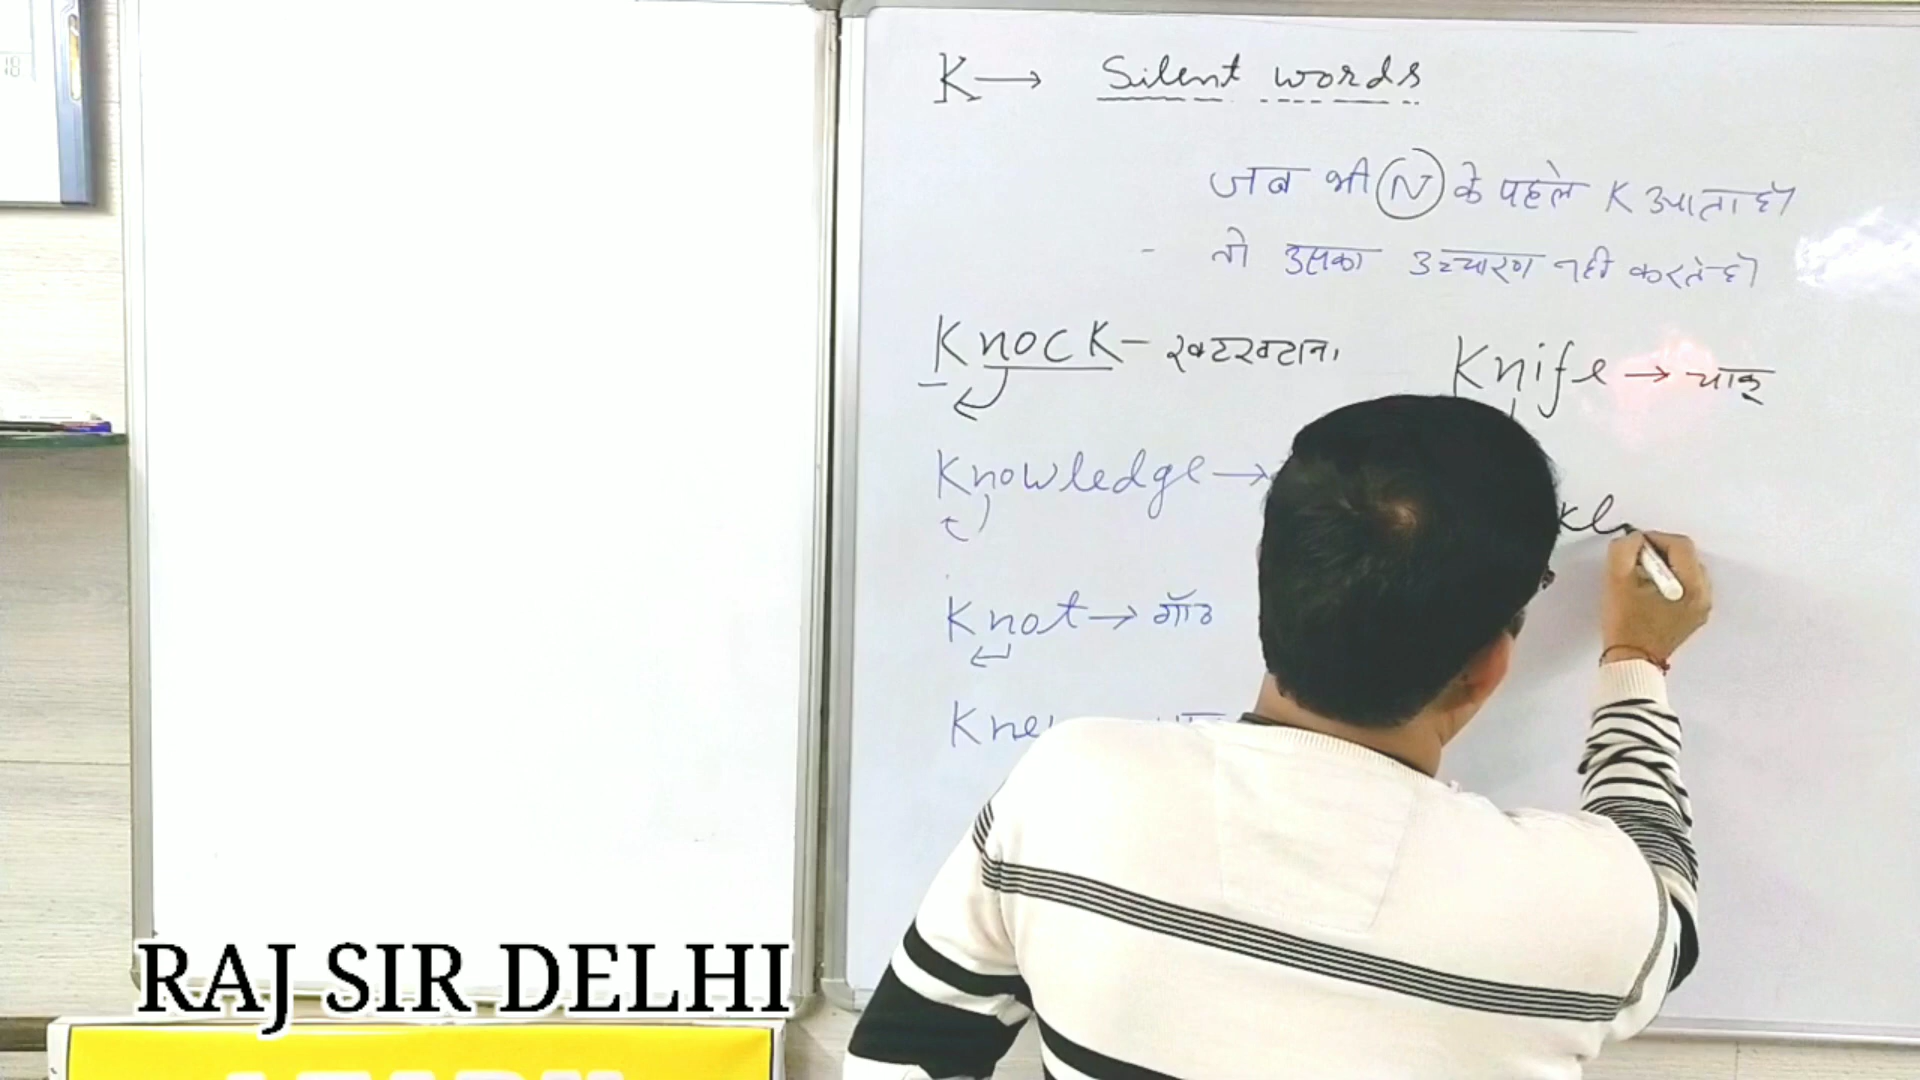 K → Silent words
जब भी N के पहले K आता है
- तो उसका उच्चारण नही करते है
Knock – खटखटाना
Knife → चाकू
Knowledge →
Knot → गाँठ
RAJ SIR DELHI